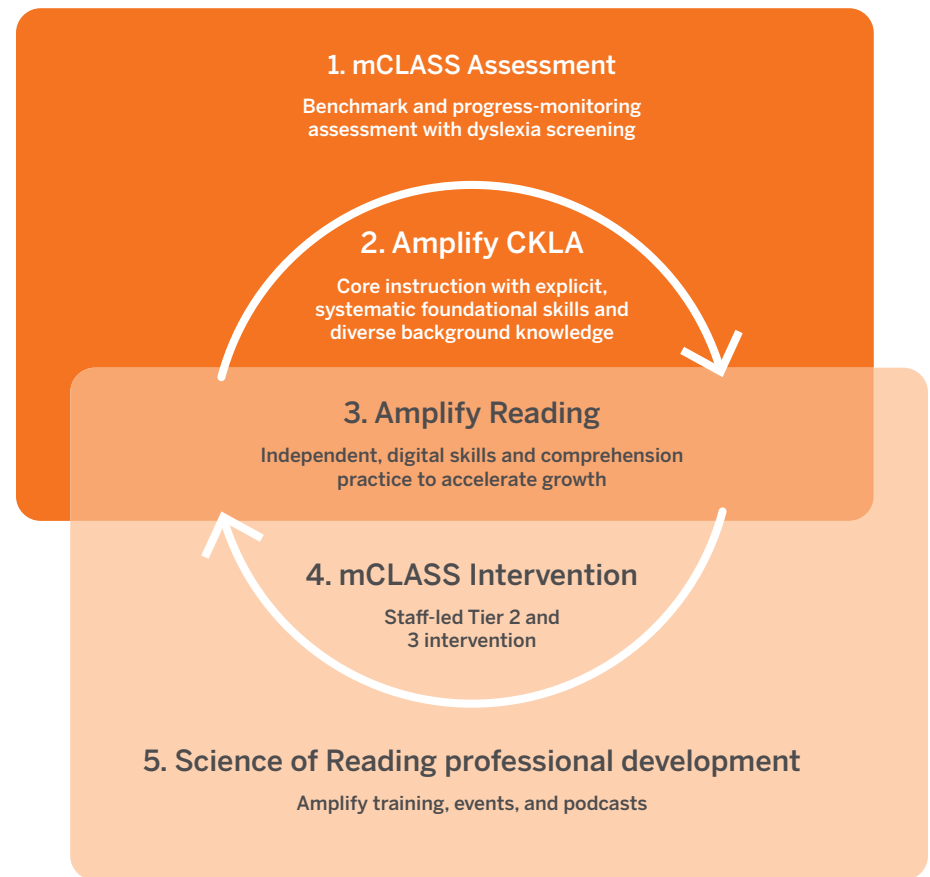 1. mCLASS Assessment
Benchmark and progress-monitoring
assessment with dyslexia screening
2. Amplify CKLA
Core instruction with explicit,
systematic foundational skills and
diverse background knowledge
3. Amplify Reading
Independent, digital skills and comprehension
practice to accelerate growth
4. mCLASS Intervention
Staff-led Tier 2 and
3 intervention
5. Science of Reading professional development
Amplify training, events, and podcasts